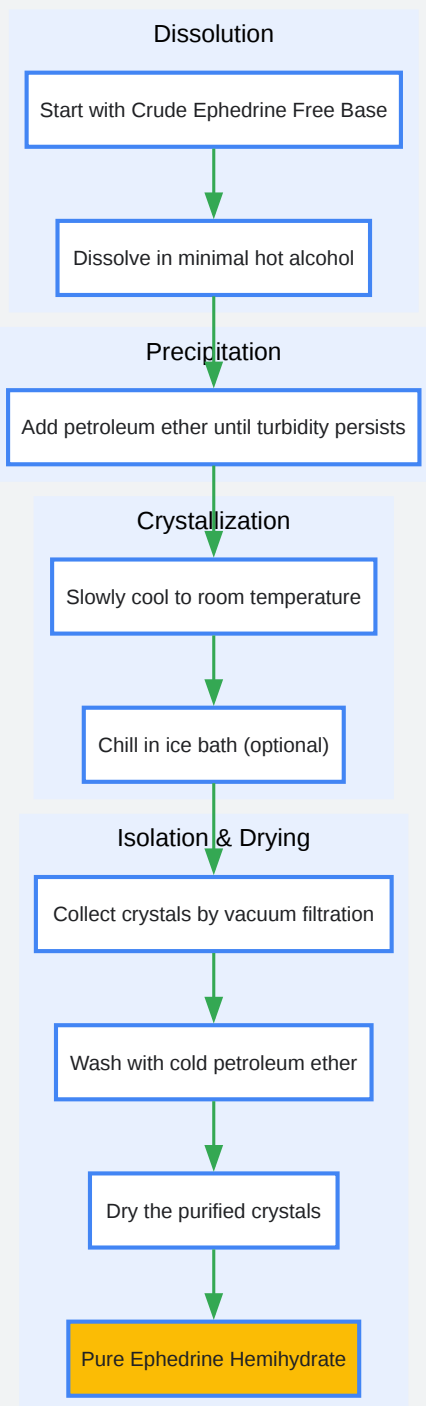 Dissolution
Start with Crude Ephedrine Free Base
Dissolve in minimal hot alcohol
Precipitation
Add petroleum ether until turbidity persists
Crystallization
Slowly cool to room temperature
Chill in ice bath (optional)
Isolation & Drying
Collect crystals by vacuum filtration
Wash with cold petroleum ether
Dry the purified crystals
Pure Ephedrine Hemihydrate